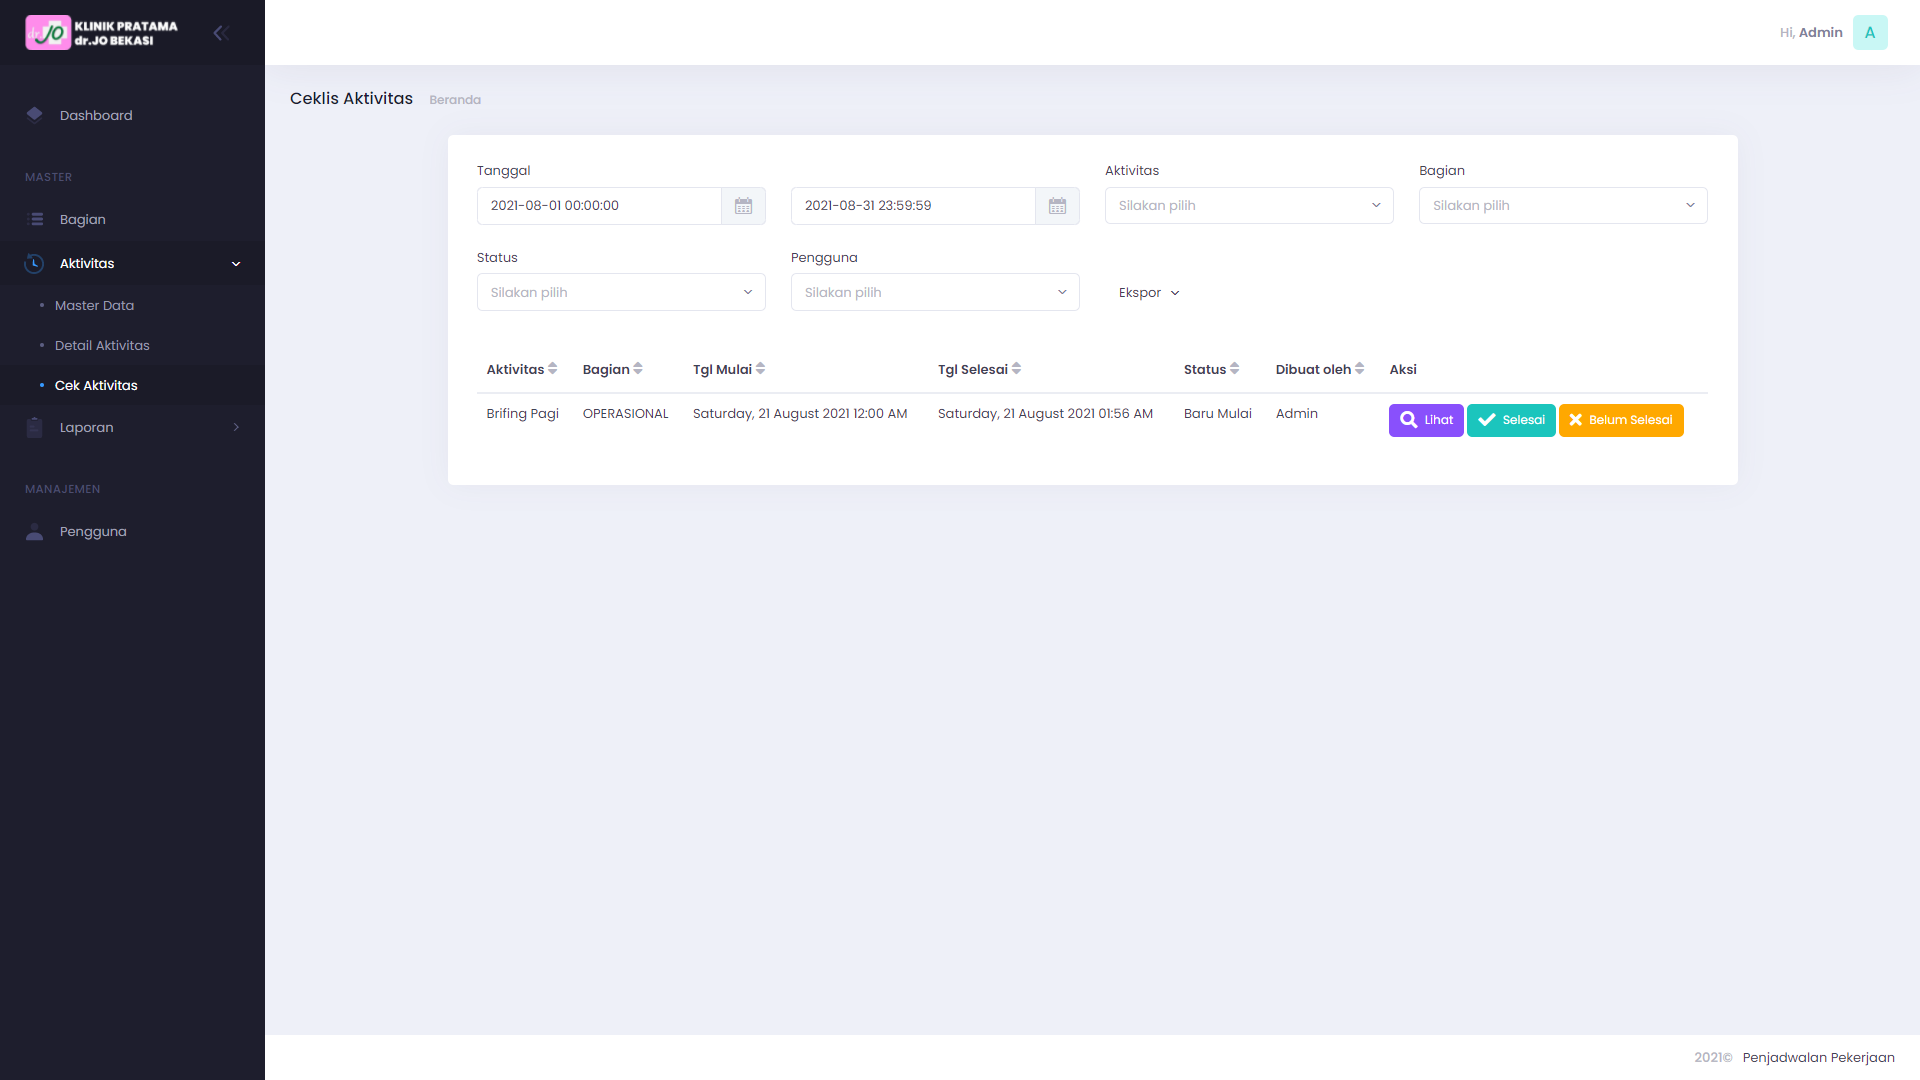 dr.JO KLINIK PRATAMA
dr.JO BEKASI
Hi, Admin A
Dashboard
MASTER
Bagian
Aktivitas
Master Data
Detail Aktivitas
Cek Aktivitas
Laporan
MANAJEMEN
Pengguna
Ceklis Aktivitas Beranda
Tanggal Aktivitas Bagian
2021-08-01 00:00:00 2021-08-31 23:59:59 Silakan pilih Silakan pilih
Status Pengguna
Silakan pilih Silakan pilih Ekspor
Aktivitas Bagian Tgl Mulai Tgl Selesai Status Dibuat oleh Aksi
Brifing Pagi OPERASIONAL Saturday, 21 August 2021 12:00 AM Saturday, 21 August 2021 01:56 AM Baru Mulai Admin Lihat Selesai Belum Selesai
2021© Penjadwalan Pekerjaan